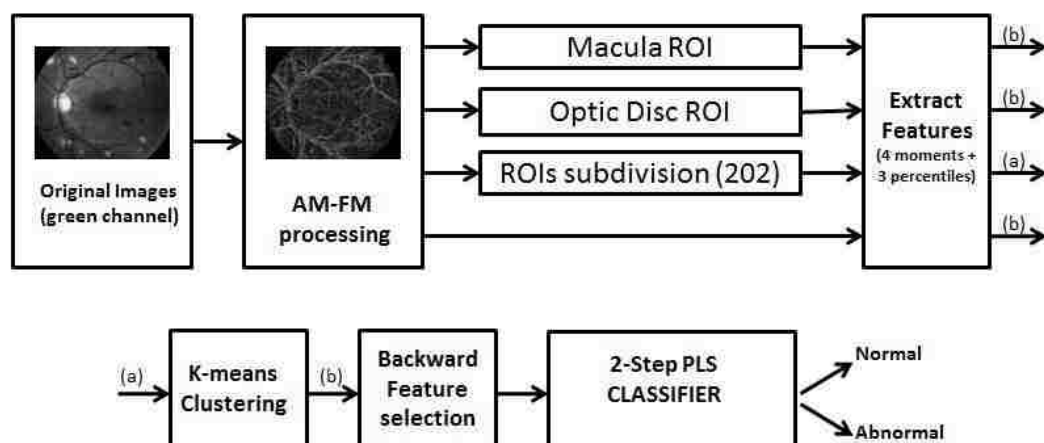 Original Images
(green channel)
AM-FM
processing
Macula ROI
Optic Disc ROI
ROIs subdivision (202)
Extract
Features
(4 moments +
3 percentiles)
(b)
(b)
(a)
(b)
(a)
K-means
Clustering
(b)
Backward
Feature
selection
2-Step PLS
CLASSIFIER
Normal
Abnormal